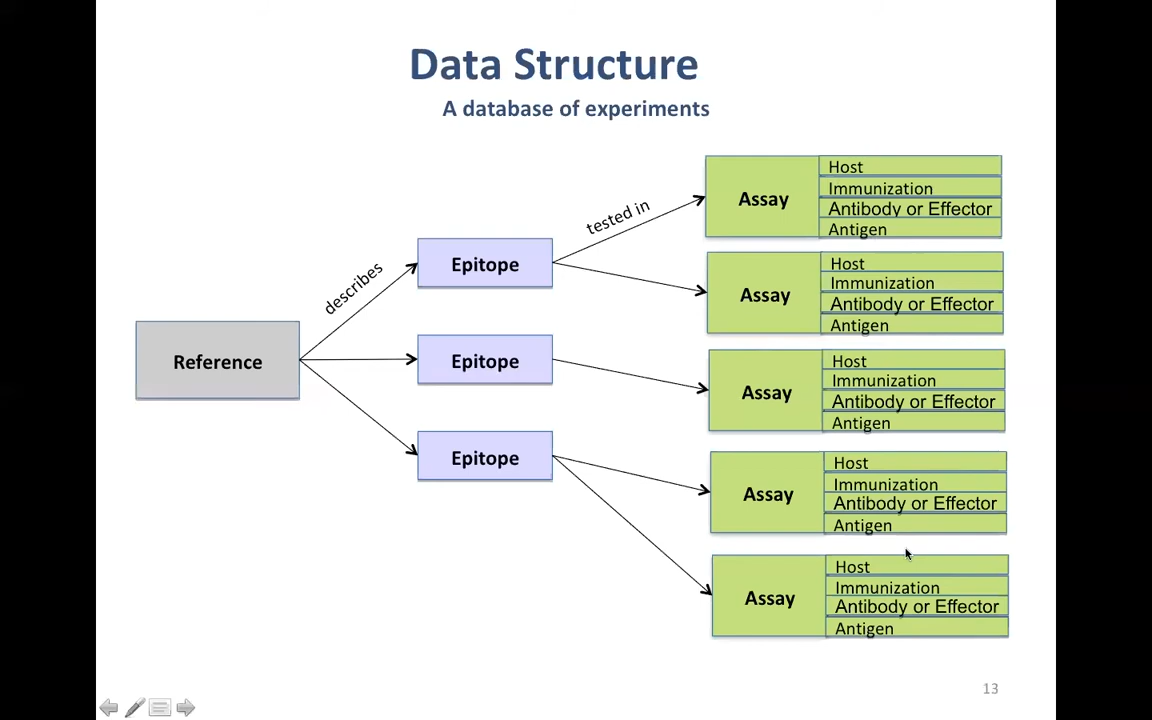 Data Structure
A database of experiments
Reference
describes
Epitope
Epitope
Epitope
tested in
Assay
Host
Immunization
Antibody or Effector
Antigen
Assay
Host
Immunization
Antibody or Effector
Antigen
Assay
Host
Immunization
Antibody or Effector
Antigen
Assay
Host
Immunization
Antibody or Effector
Antigen
Assay
Host
Immunization
Antibody or Effector
Antigen
13